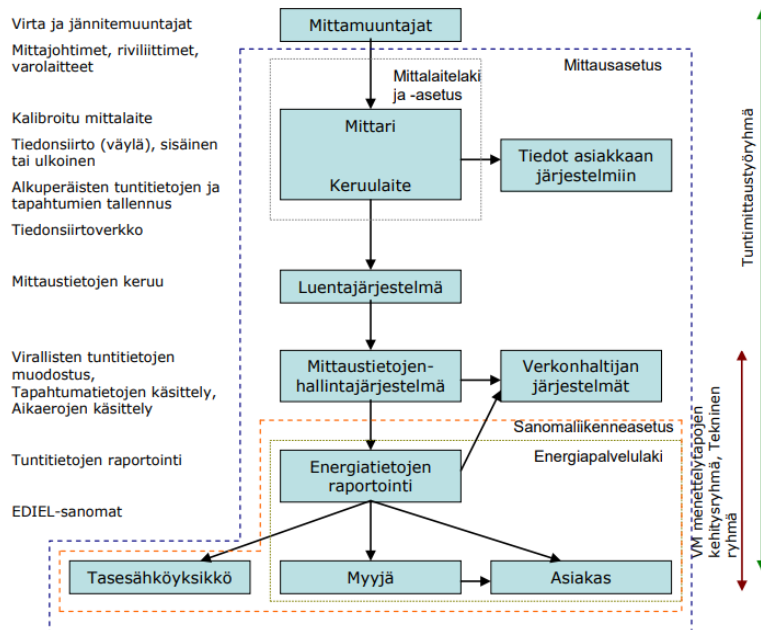 Virta ja jännitemuuntajat
Mittamuuntajat
Mittajohtimet, riviliittimet,
varolaitteet
Mittalaitelaki
ja -asetus
Mittausasetus
Kalibroitu mittalaite
Mittari
Tiedonsiirto (väylä), sisäinen
tai ulkoinen
Tiedot asiakkaan
järjestelmiin
Alkuperäisten tuntitietojen ja
tapahtumien tallennus
Keruulaite
Tiedonsiirtoverkko
Mittaustietojen keruu
Luentajärjestelmä
Virallisten tuntitietojen
muodostus,
Tapahtumatietojen käsittely,
Aikaerojen käsittely
Mittaustietojen-
hallintajärjestelmä
Verkonhaltijan
järjestelmät
Sanomaliikenneasetus
Energiapalvelulaki
Tuntitietojen raportointi
Energiatietojen
raportointi
EDIEL-sanomat
Tasesähköyksikkö
Myyjä
Asiakas
VM menettelytapojen
kehitysryhmä, Tekninen
ryhmä
Tuntimittaustyöryhmä